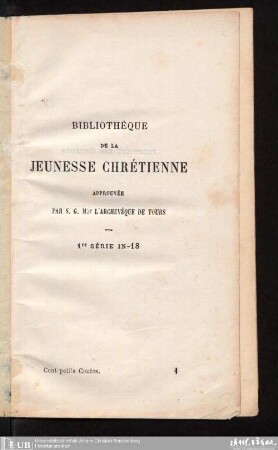 BIBLIOTHÈQUE
DE LA
JEUNESSE CHRÉTIENNE
APPROUVÉE
PAR S. G. Mgr L'ARCHEVÊQUE DE TOURS
1re SÉRIE IN-18
Cent petits Contes. 1
UB